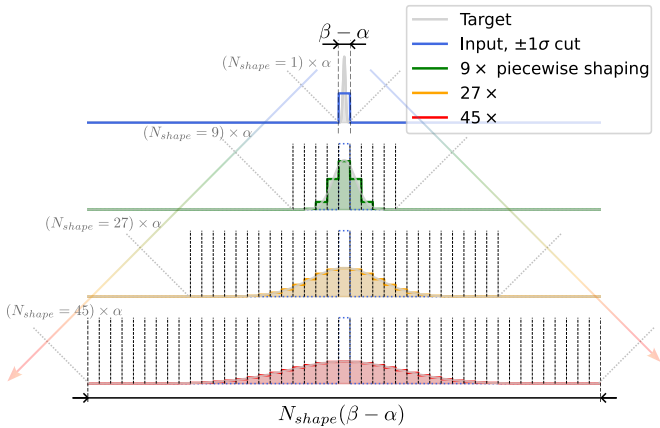 Target
Input, ±1σ cut
9× piecewise shaping
27×
45×
β − α
(N_shape = 1) × α
(N_shape = 9) × α
(N_shape = 27) × α
(N_shape = 45) × α
N_shape(β − α)